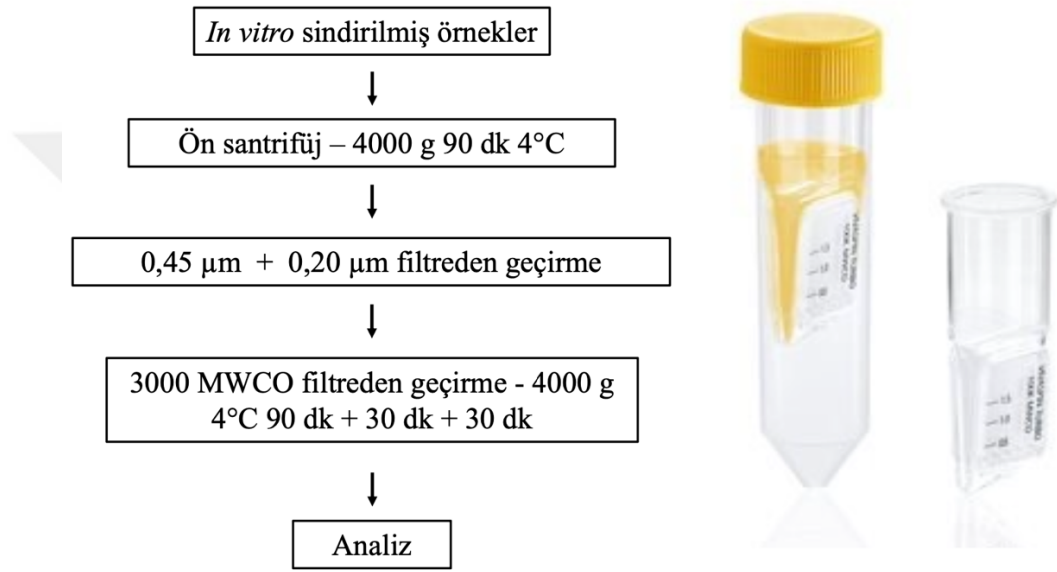 In vitro sindirilmiş örnekler
Ön santrifüj – 4000 g 90 dk 4°C
0,45 µm + 0,20 µm filtreden geçirme
3000 MWCO filtreden geçirme - 4000 g
4°C 90 dk + 30 dk + 30 dk
Analiz